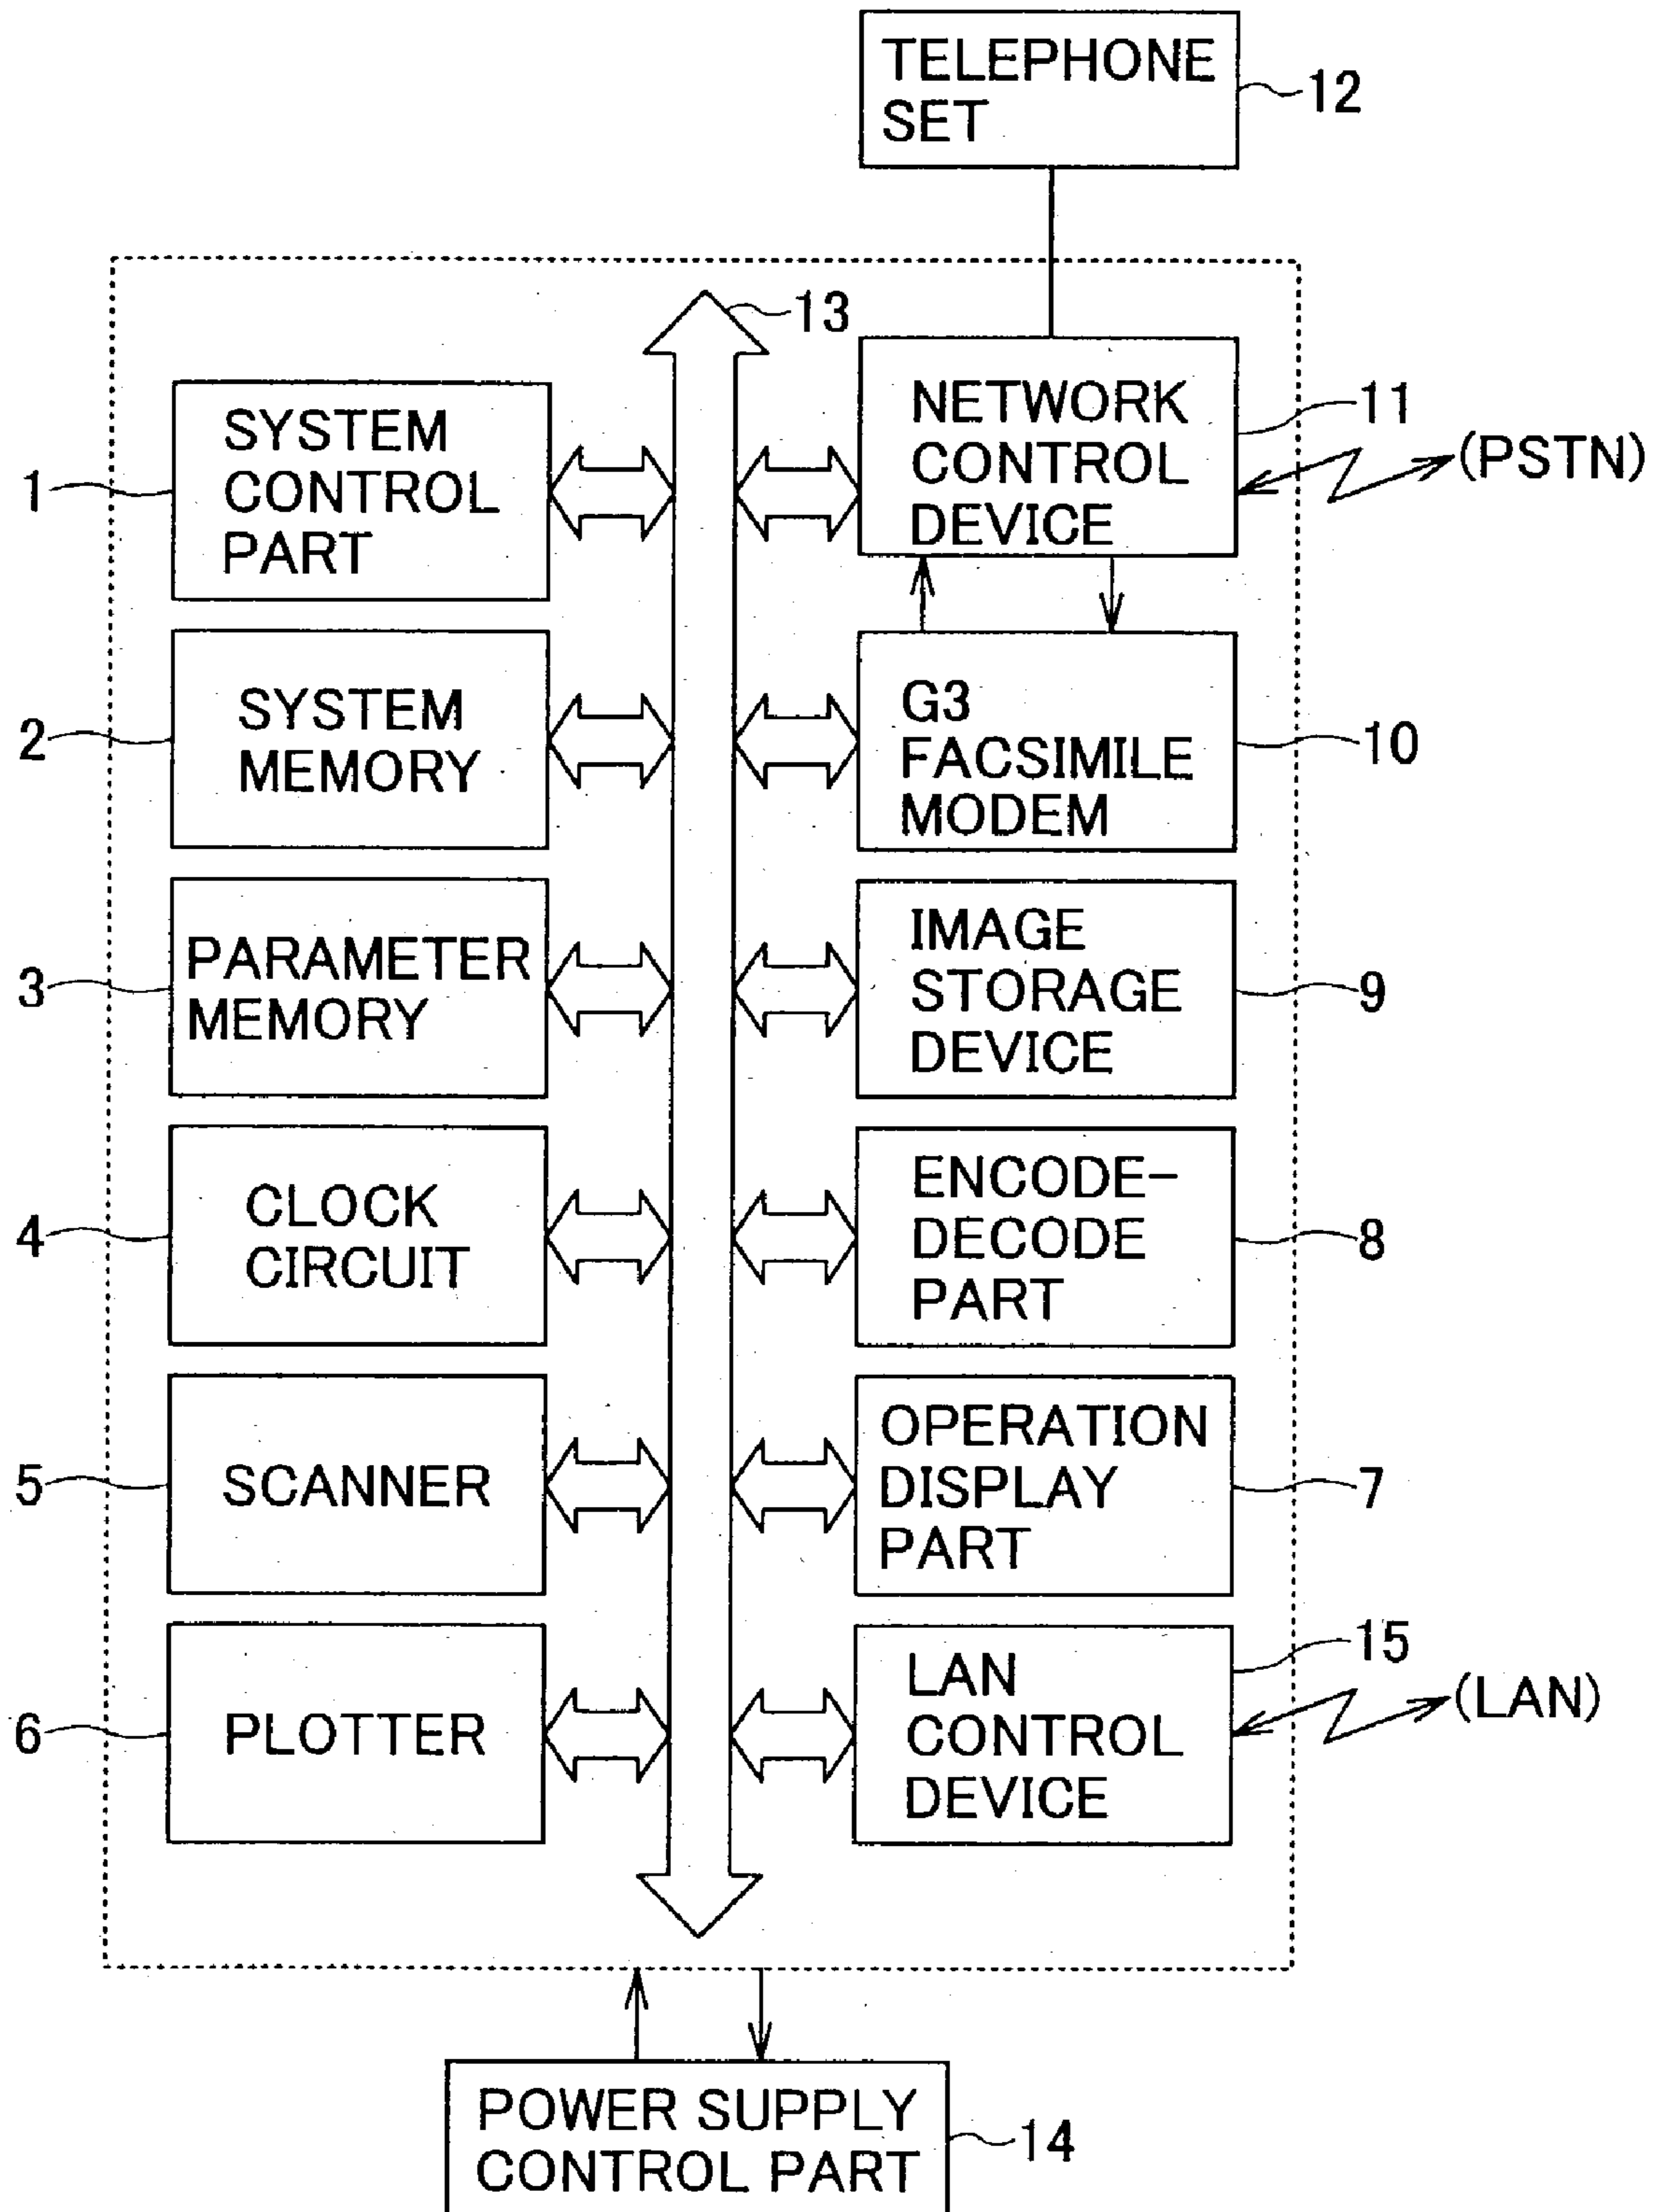 TELEPHONE
SET
12
13
1
SYSTEM
CONTROL
PART
NETWORK
CONTROL
DEVICE
11
(PSTN)
2
SYSTEM
MEMORY
G3
FACSIMILE
MODEM
10
3
PARAMETER
MEMORY
IMAGE
STORAGE
DEVICE
9
4
CLOCK
CIRCUIT
ENCODE-
DECODE
PART
8
5
SCANNER
OPERATION
DISPLAY
PART
7
6
PLOTTER
LAN
CONTROL
DEVICE
15
(LAN)
POWER SUPPLY
CONTROL PART
14